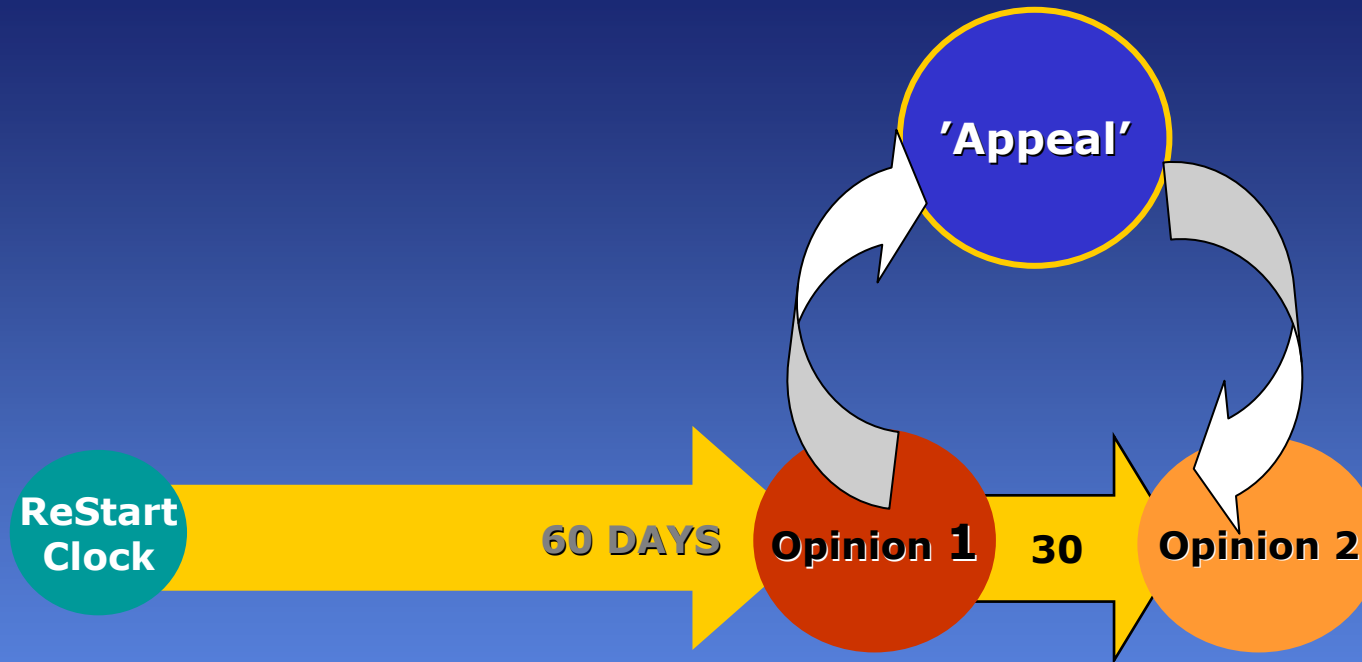 ’Appeal’
ReStart
Clock
60 DAYS
Opinion 1
30
Opinion 2